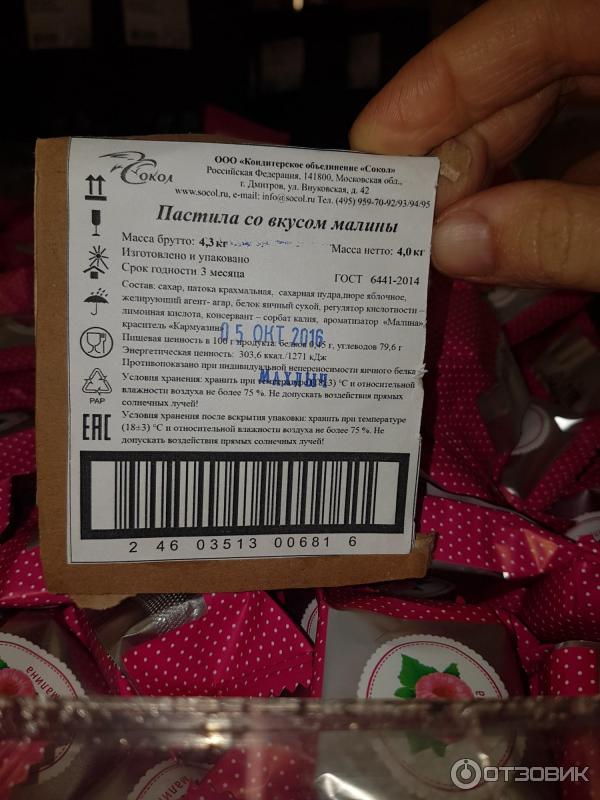 СОКОЛ
ООО «Кондитерское объединение «Сокол»
Российская Федерация, 141800, Московская обл.,
г. Дмитров, ул. Внуковская, д. 42
www.socol.ru, e-mail: info@socol.ru Тел. (495) 959-70-92/93/94/95
Пастила со вкусом малины
Масса брутто: 4,3 кг
Масса нетто: 4,0 кг
Изготовлено и упаковано
Срок годности 3 месяца
ГОСТ 6441-2014
Состав: сахар, патока крахмальная, сахарная пудра, пюре яблочное,
желирующий агент- агар, белок яичный сухой, регулятор кислотности –
лимонная кислота, консервант – сорбат калия, ароматизатор «Малина»,
краситель «Кармуазин»
05 ОКТ 2016
Пищевая ценность в 100 г продукта: белков 0,45 г, углеводов 79,6 г
Энергетическая ценность: 303,6 ккал./1271 кДж
Противопоказано при индивидуальной непереносимости яичного белка
Условия хранения: хранить при температуре (18±3) °С и относительной
влажности воздуха не более 75 %. Не допускать воздействия прямых
солнечных лучей!
Условия хранения после вскрытия упаковки: хранить при температуре
(18±3) °С и относительной влажности воздуха не более 75 %. Не
допускать воздействия прямых солнечных лучей!
PAP
EAC
2 46 03513 00681 6
малина
ОТЗОВИК